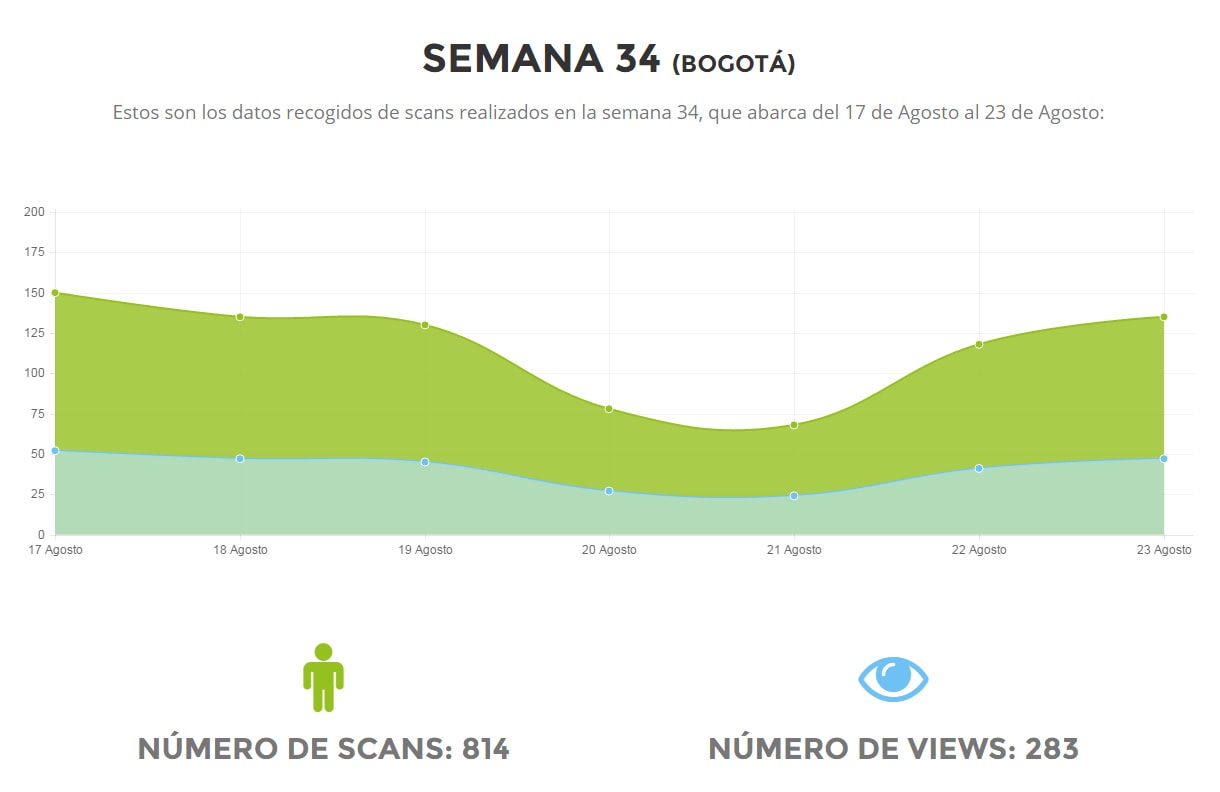 SEMANA 34 (BOGOTÁ)
Estos son los datos recogidos de scans realizados en la semana 34, que abarca del 17 de Agosto al 23 de Agosto:
200
175
150
125
100
75
50
25
0
17 Agosto 18 Agosto 19 Agosto 20 Agosto 21 Agosto 22 Agosto 23 Agosto
NÚMERO DE SCANS: 814 NÚMERO DE VIEWS: 283